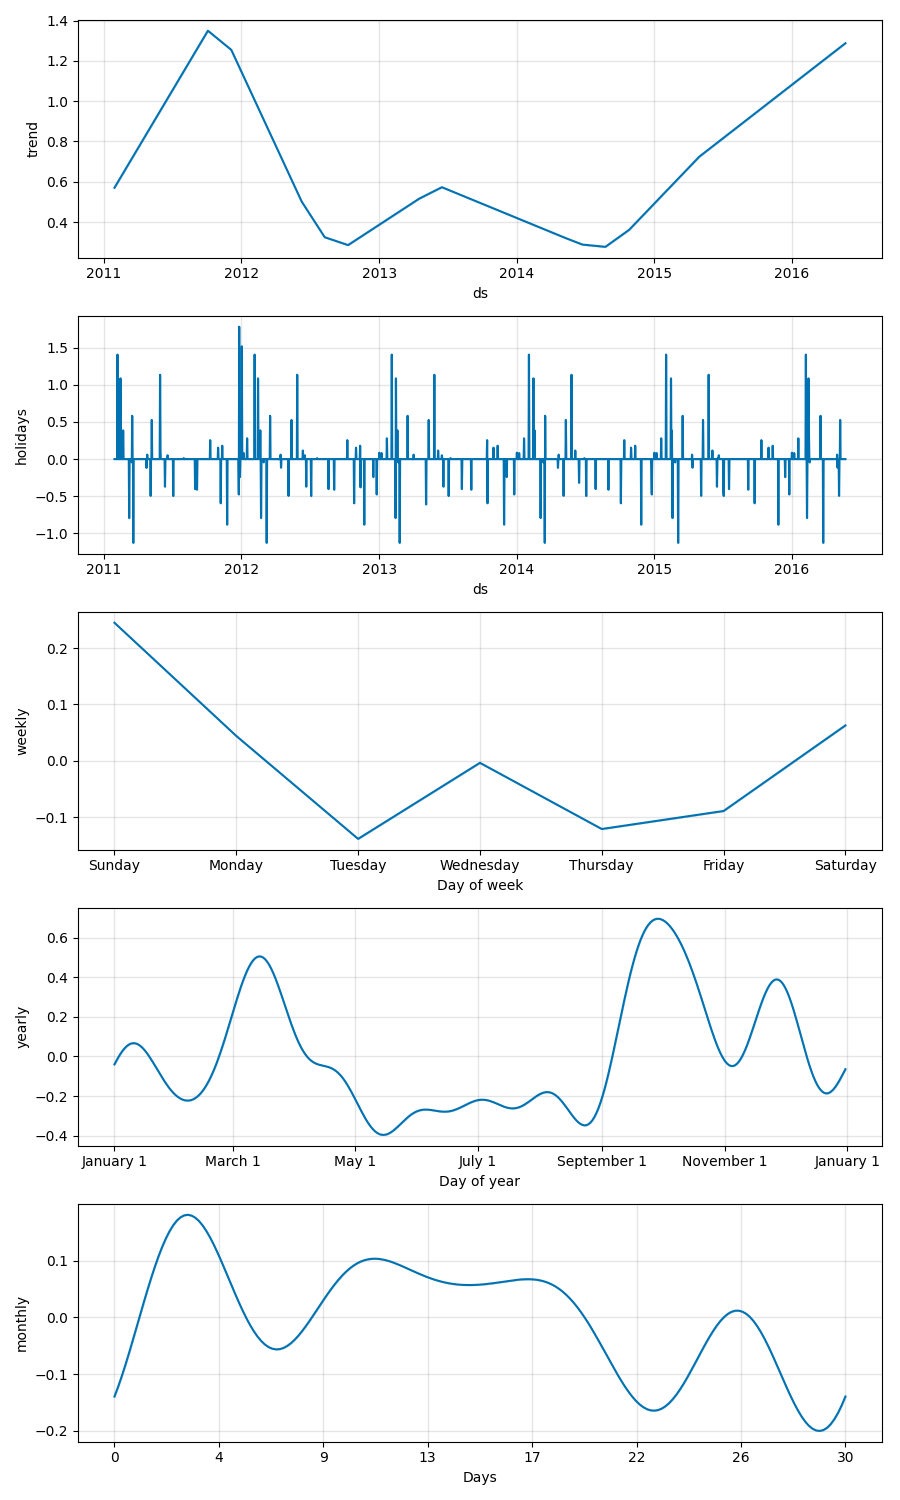 1.4
1.2
1.0
0.8
0.6
0.4
trend
2011 2012 2013 2014 2015 2016
ds
1.5
1.0
0.5
0.0
−0.5
−1.0
holidays
2011 2012 2013 2014 2015 2016
ds
0.2
0.1
0.0
−0.1
weekly
Sunday Monday Tuesday Wednesday Thursday Friday Saturday
Day of week
0.6
0.4
0.2
0.0
−0.2
−0.4
yearly
January 1 March 1 May 1 July 1 September 1 November 1 January 1
Day of year
0.1
0.0
−0.1
−0.2
monthly
0 4 9 13 17 22 26 30
Days